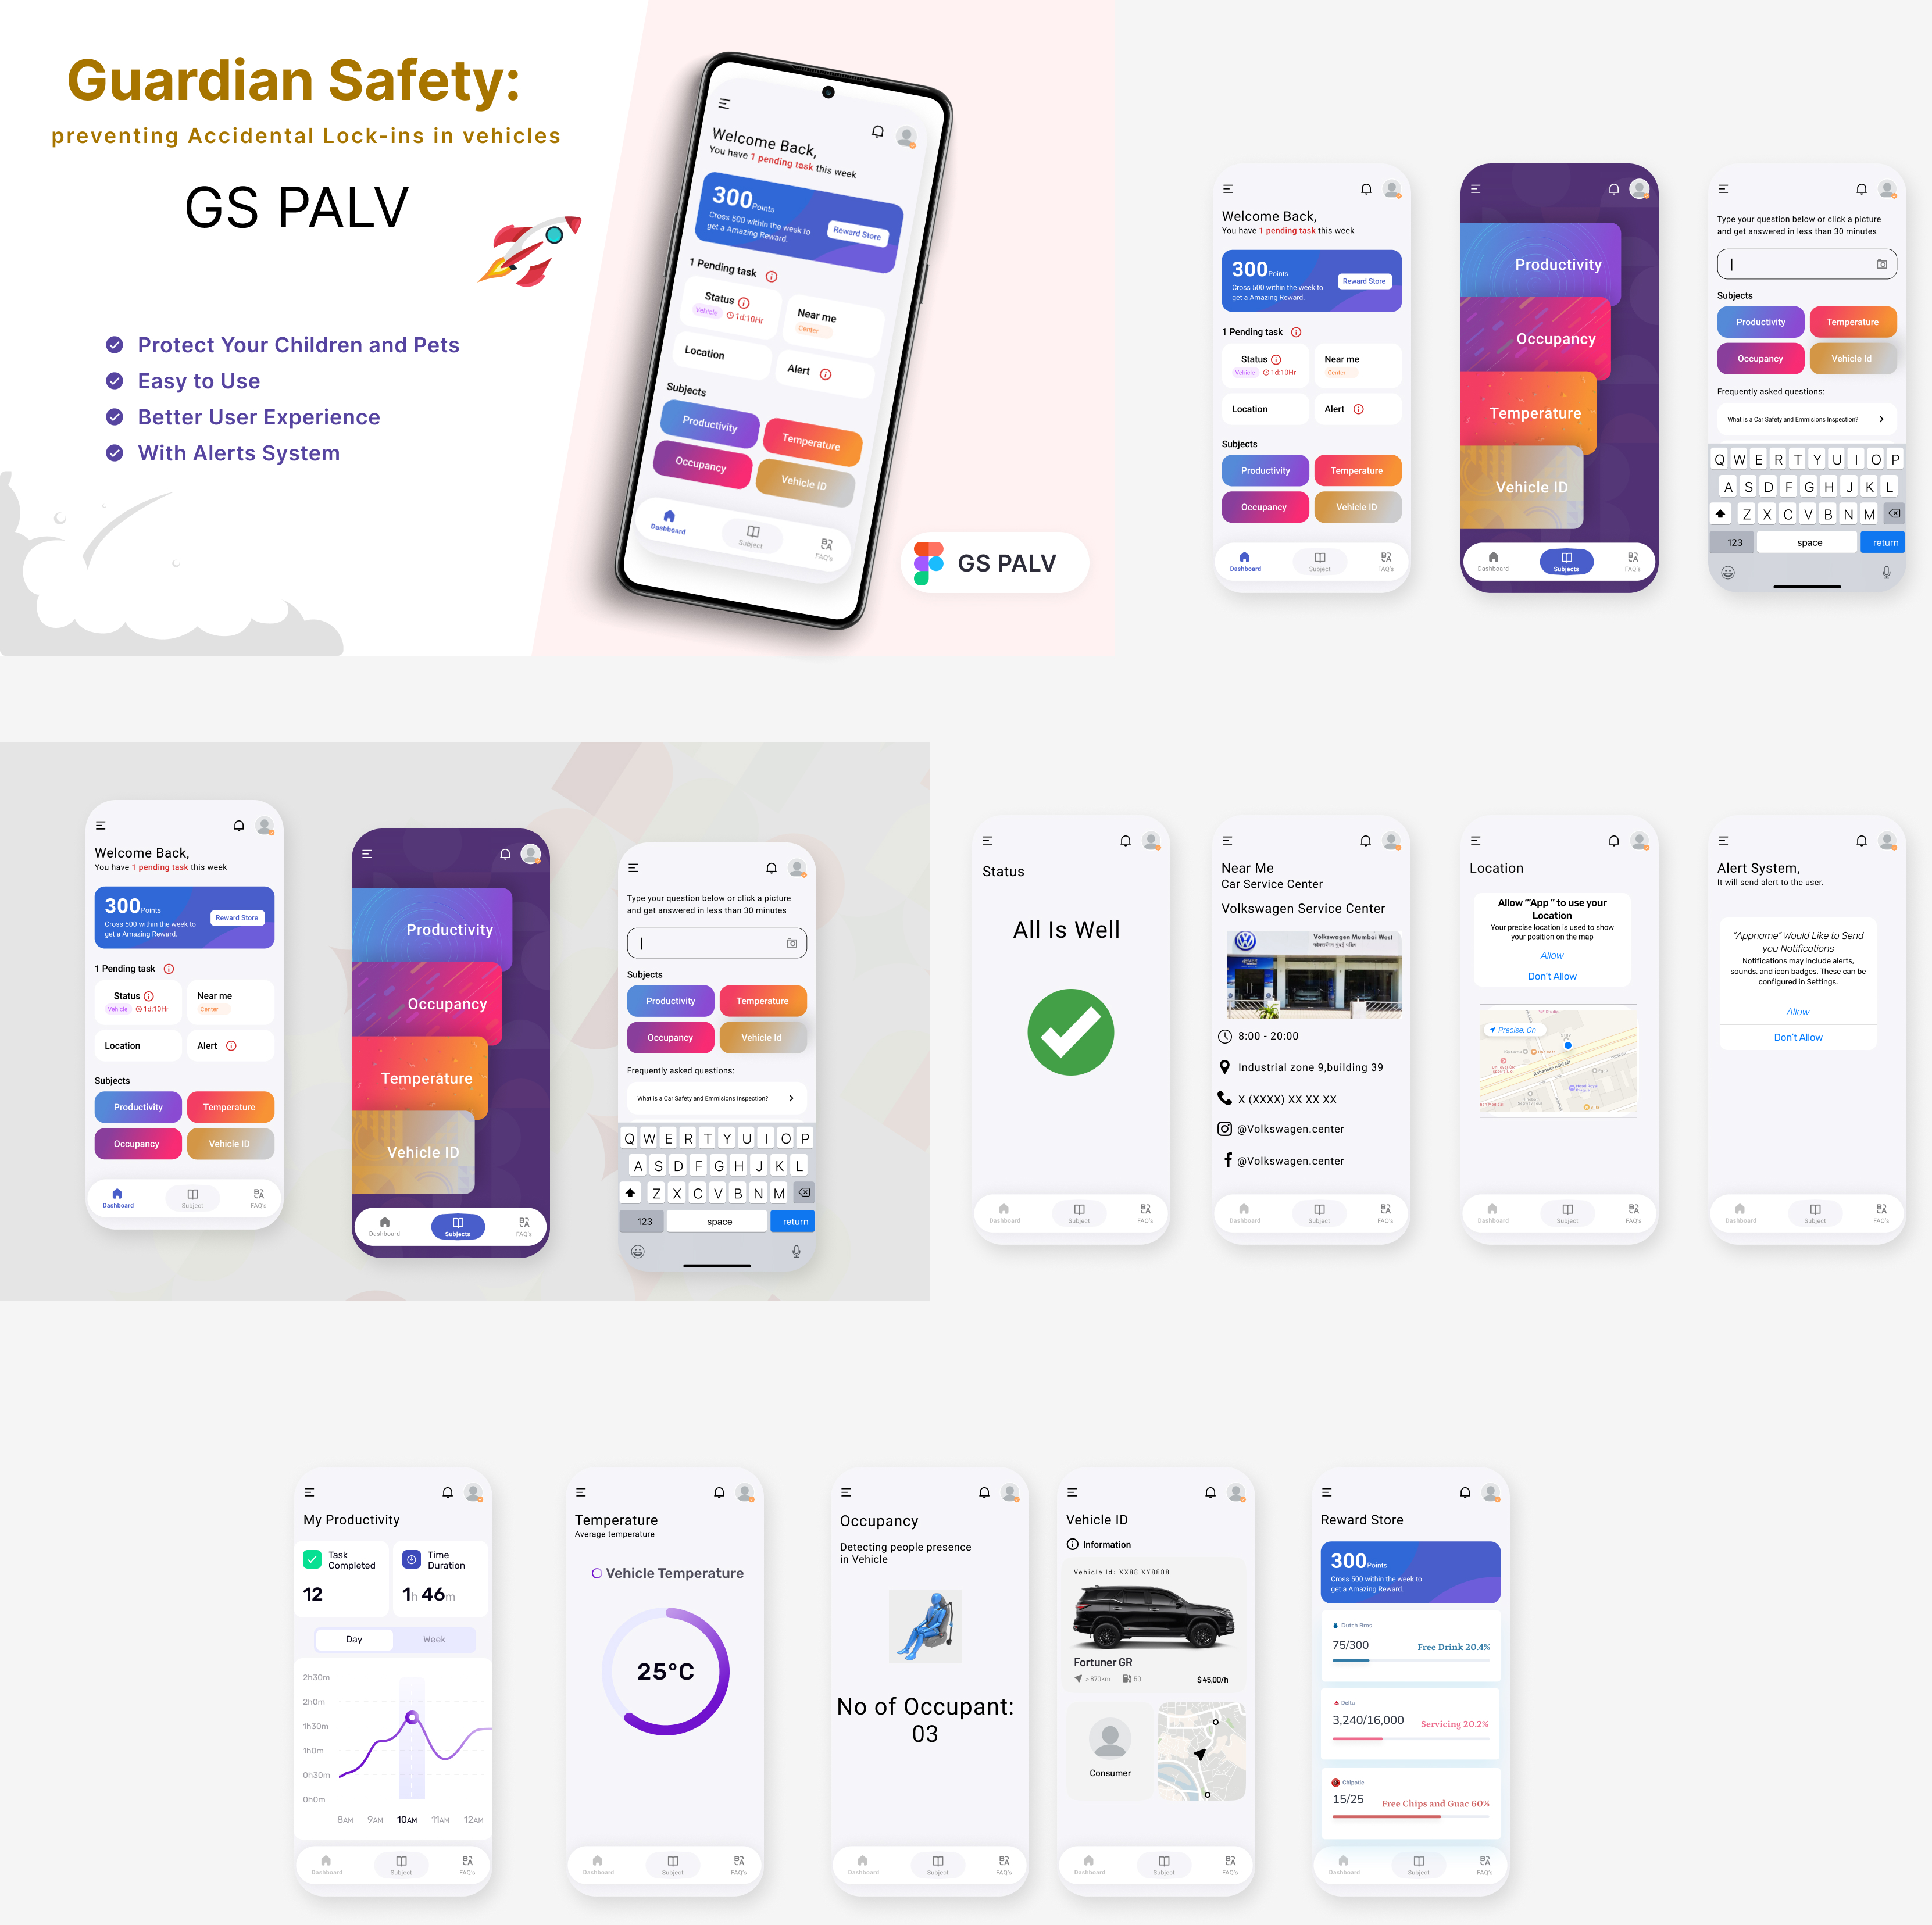 Guardian Safety:
preventing Accidental Lock-ins in vehicles
GS PALV
Protect Your Children and Pets
Easy to Use
Better User Experience
With Alerts System
Welcome Back,
You have 1 pending task this week
300 Points
Cross 500 within the week to
get a Amazing Reward.
Reward Store
1 Pending task
Status
Vehicle 1d:10Hr
Near me
Center
Location
Alert
Subjects
Productivity
Temperature
Occupancy
Vehicle ID
Dashboard
Subject
FAQ's
GS PALV
Welcome Back,
You have 1 pending task this week
300 Points
Cross 500 within the week to
get a Amazing Reward.
Reward Store
1 Pending task
Status
Vehicle 1d:10Hr
Near me
Center
Location
Alert
Subjects
Productivity
Temperature
Occupancy
Vehicle ID
Dashboard
Subject
FAQ's
Productivity
Occupancy
Temperature
Vehicle ID
Dashboard
Subjects
FAQ's
Type your question below or click a picture
and get answered in less than 30 minutes
Subjects
Productivity
Temperature
Occupancy
Vehicle Id
Frequently asked questions:
What is a Car Safety and Emmisions Inspection?
Q W E R T Y U I O P
A S D F G H J K L
Z X C V B N M
123 space return
Welcome Back,
You have 1 pending task this week
300 Points
Cross 500 within the week to
get a Amazing Reward.
Reward Store
1 Pending task
Status
Vehicle 1d:10Hr
Near me
Center
Location
Alert
Subjects
Productivity
Temperature
Occupancy
Vehicle ID
Dashboard
Subject
FAQ's
Productivity
Occupancy
Temperature
Vehicle ID
Dashboard
Subjects
FAQ's
Type your question below or click a picture
and get answered in less than 30 minutes
Subjects
Productivity
Temperature
Occupancy
Vehicle Id
Frequently asked questions:
What is a Car Safety and Emmisions Inspection?
Q W E R T Y U I O P
A S D F G H J K L
Z X C V B N M
123 space return
Status
All Is Well
Dashboard
Subject
FAQ's
Near Me
Car Service Center
Volkswagen Service Center
Volkswagen Mumbai West
8:00 - 20:00
Industrial zone 9,building 39
X (XXXX) XX XX XX
@Volkswagen.center
@Volkswagen.center
Dashboard
Subject
FAQ's
Location
Allow '"App " to use your
Location
Your precise location is used to show
your position on the map
Allow
Don't Allow
Precise: On
Dashboard
Subject
FAQ's
Alert System,
It will send alert to the user.
"Appname" Would Like to Send
you Notifications
Notifications may include alerts,
sounds, and icon badges. These can be
configured in Settings.
Allow
Don't Allow
Dashboard
Subject
FAQ's
My Productivity
Task
Completed
12
Time
Duration
1h 46m
Day
Week
2h30m
2h0m
1h30m
1h0m
0h30m
0h0m
8AM 9AM 10AM 11AM 12AM
Dashboard
Subject
FAQ's
Temperature
Average temperature
Vehicle Temperature
25°C
Dashboard
Subject
FAQ's
Occupancy
Detecting people presence
in Vehicle
No of Occupant:
03
Dashboard
Subject
FAQ's
Vehicle ID
Information
Vehicle Id: XX88 XY8888
Fortuner GR
> 870km
50L
$ 45,00/h
Consumer
Dashboard
Subject
FAQ's
Reward Store
300 Points
Cross 500 within the week to
get a Amazing Reward.
Dutch Bros
75/300
Free Drink 20.4%
Delta
3,240/16,000
Servicing 20.2%
Chipotle
15/25
Free Chips and Guac 60%
Dashboard
Subject
FAQ's